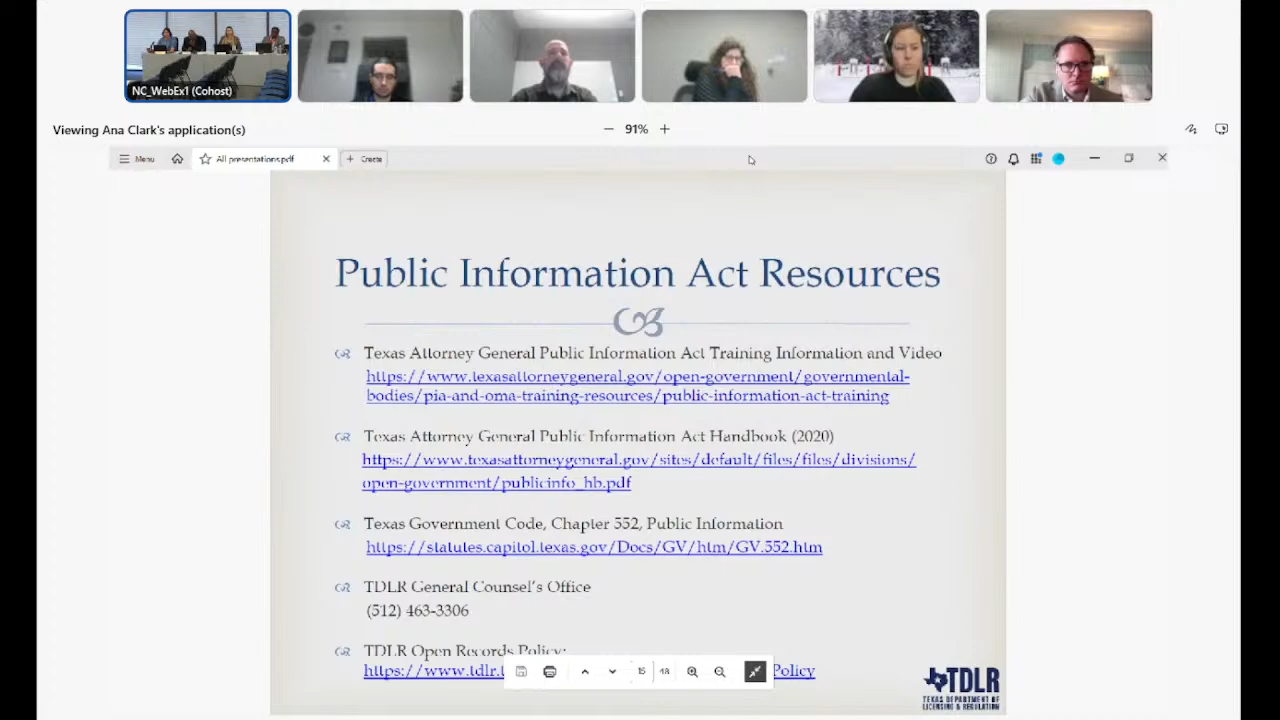 NC_WebEx1 (Cohost)
Viewing Ana Clark's application(s)
91%
Menu
All presentations.pdf
Create
Public Information Act Resources
Texas Attorney General Public Information Act Training Information and Video
https://www.texasattorneygeneral.gov/open-government/governmental-
bodies/pia-and-oma-training-resources/public-information-act-training
Texas Attorney General Public Information Act Handbook (2020)
https://www.texasattorneygeneral.gov/sites/default/files/files/divisions/
open-government/publicinfo_hb.pdf
Texas Government Code, Chapter 552, Public Information
https://statutes.capitol.texas.gov/Docs/GV/htm/GV.552.htm
TDLR General Counsel's Office
(512) 463-3306
TDLR Open Records Policy:
https://www.tdlr.t
Policy
15
48
TDLR
TEXAS DEPARTMENT OF
LICENSING & REGULATION